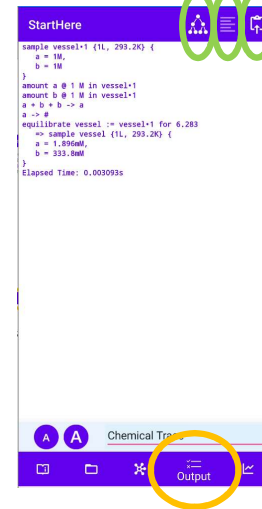 StartHere
sample vessel•1 {1L, 293.2K} {
a = 1M,
b = 1M
}
amount a @ 1 M in vessel•1
amount b @ 1 M in vessel•1
a + b + b -> a
a -> #
equilibrate vessel := vessel•1 for 6.283
=> sample vessel {1L, 293.2K} {
a = 1.896mM,
b = 333.8mM
}
Elapsed Time: 0.003093s
A A Chemical Trace
Output